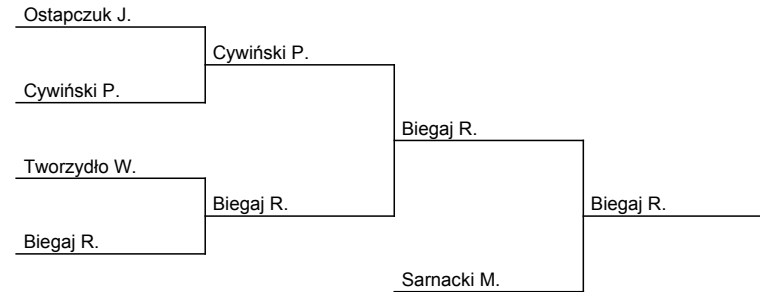 Ostapczuk J.
Cywiński P.
Cywiński P.
Biegaj R.
Tworzydło W.
Biegaj R.
Biegaj R.
Biegaj R.
Sarnacki M.